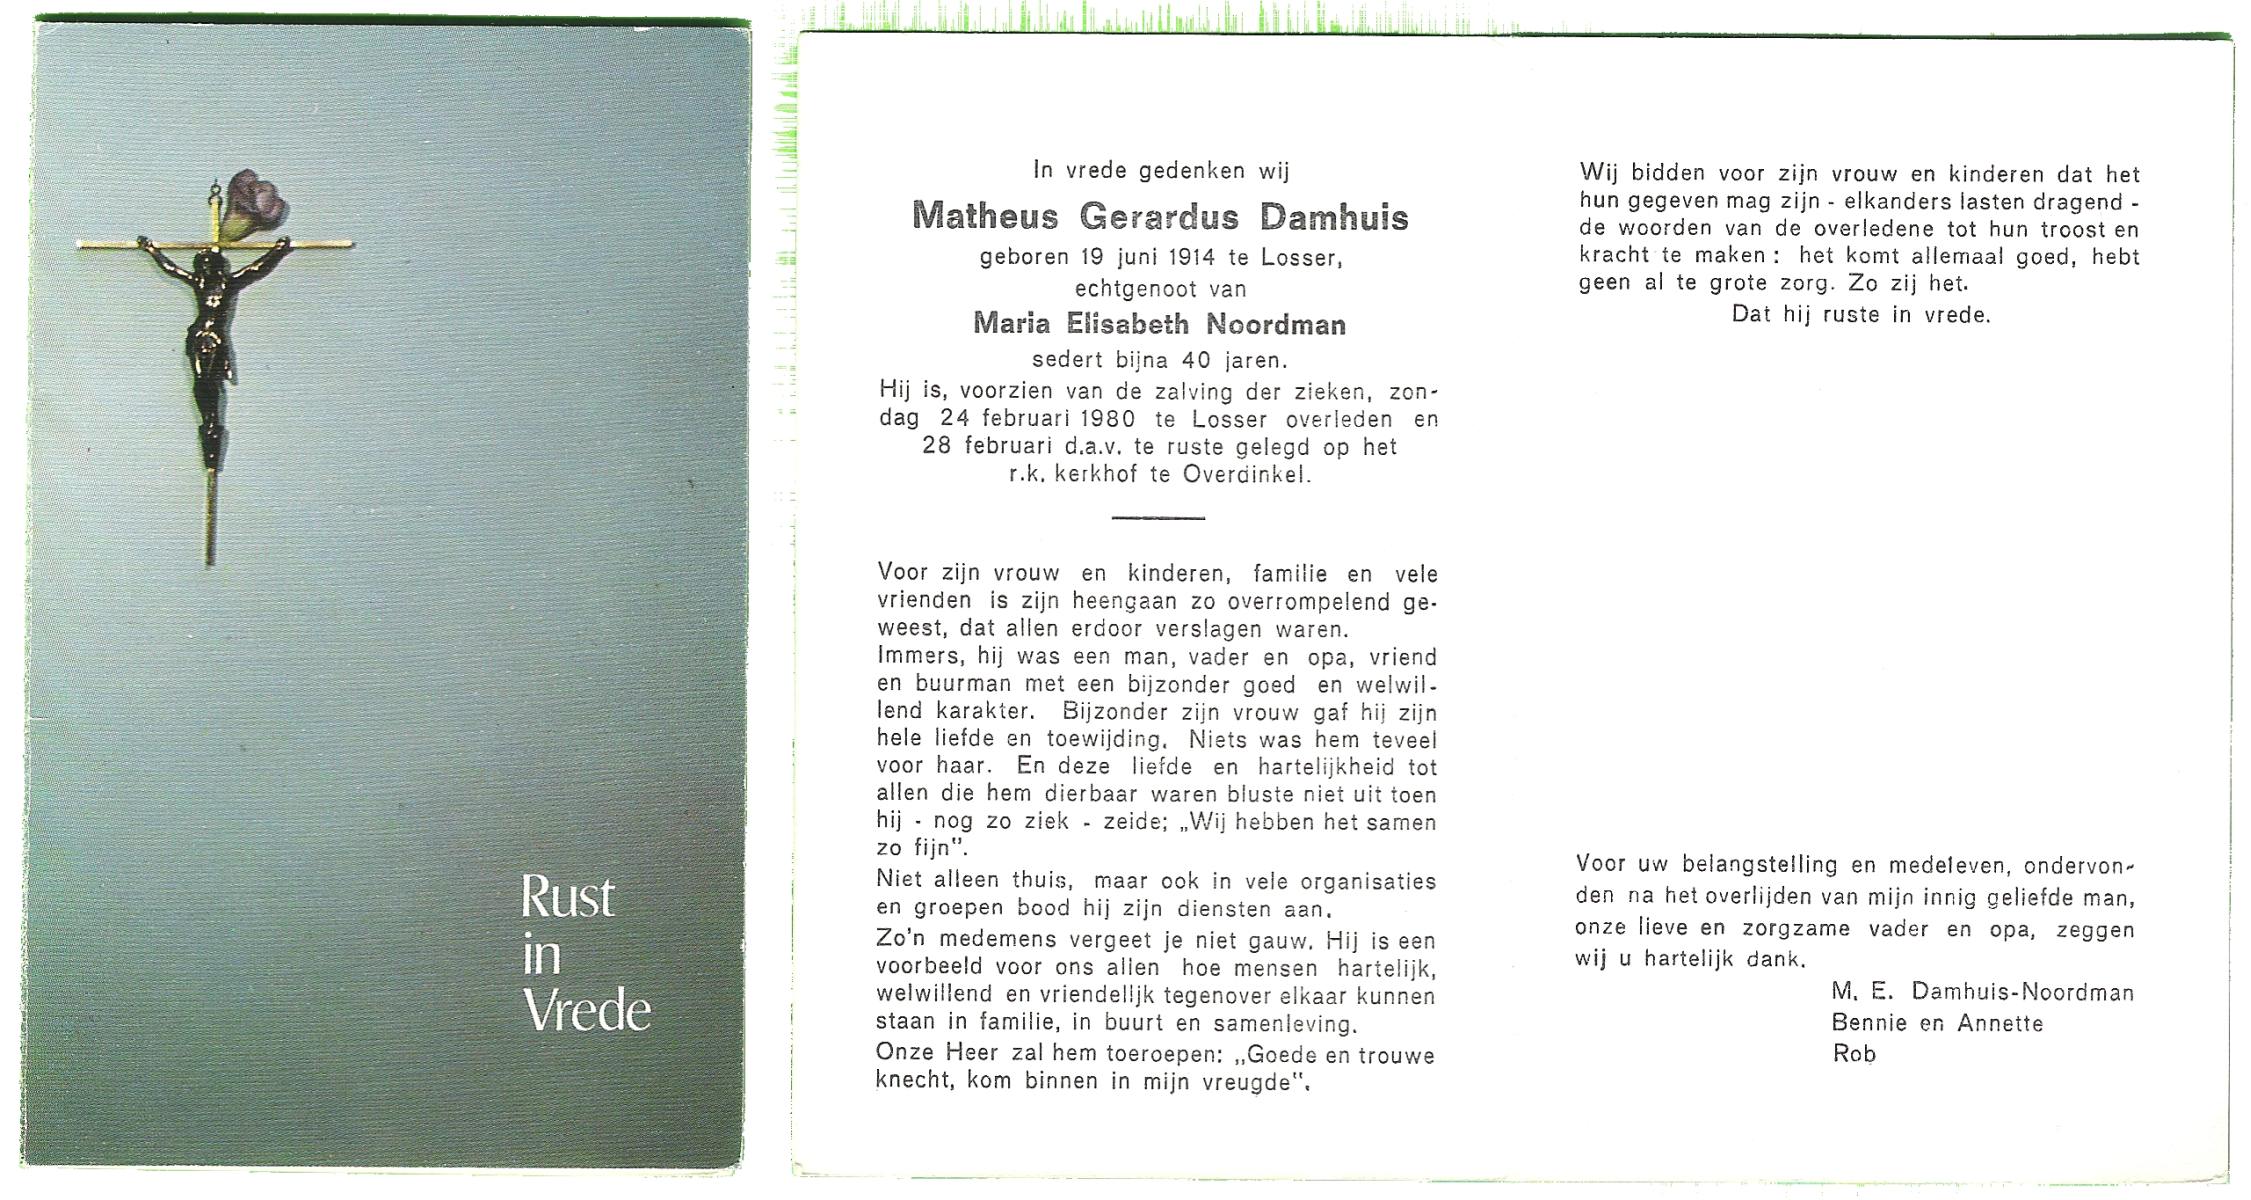 Rust
in
Vrede
In vrede gedenken wij
Matheus Gerardus Damhuis
geboren 19 juni 1914 te Losser,
echtgenoot van
Maria Elisabeth Noordman
sedert bijna 40 jaren.
Hij is, voorzien van de zalving der zieken, zon-
dag 24 februari 1980 te Losser overleden en
28 februari d.a.v. te ruste gelegd op het
r.k. kerkhof te Overdinkel.
Voor zijn vrouw en kinderen, familie en vele
vrienden is zijn heengaan zo overrompelend ge-
weest, dat allen erdoor verslagen waren.
Immers, hij was een man, vader en opa, vriend
en buurman met een bijzonder goed en welwil-
lend karakter. Bijzonder zijn vrouw gaf hij zijn
hele liefde en toewijding. Niets was hem teveel
voor haar. En deze liefde en hartelijkheid tot
allen die hem dierbaar waren bluste niet uit toen
hij - nog zo ziek - zeide; „Wij hebben het samen
zo fijn".
Niet alleen thuis, maar ook in vele organisaties
en groepen bood hij zijn diensten aan.
Zo'n medemens vergeet je niet gauw. Hij is een
voorbeeld voor ons allen hoe mensen hartelijk,
welwillend en vriendelijk tegenover elkaar kunnen
staan in familie, in buurt en samenleving.
Onze Heer zal hem toeroepen: „Goede en trouwe
knecht, kom binnen in mijn vreugde".
Wij bidden voor zijn vrouw en kinderen dat het
hun gegeven mag zijn - elkanders lasten dragend -
de woorden van de overledene tot hun troost en
kracht te maken : het komt allemaal goed, hebt
geen al te grote zorg. Zo zij het.
Dat hij ruste in vrede.
Voor uw belangstelling en medeleven, ondervon-
den na het overlijden van mijn innig geliefde man,
onze lieve en zorgzame vader en opa, zeggen
wij u hartelijk dank.
M. E. Damhuis-Noordman
Bennie en Annette
Rob